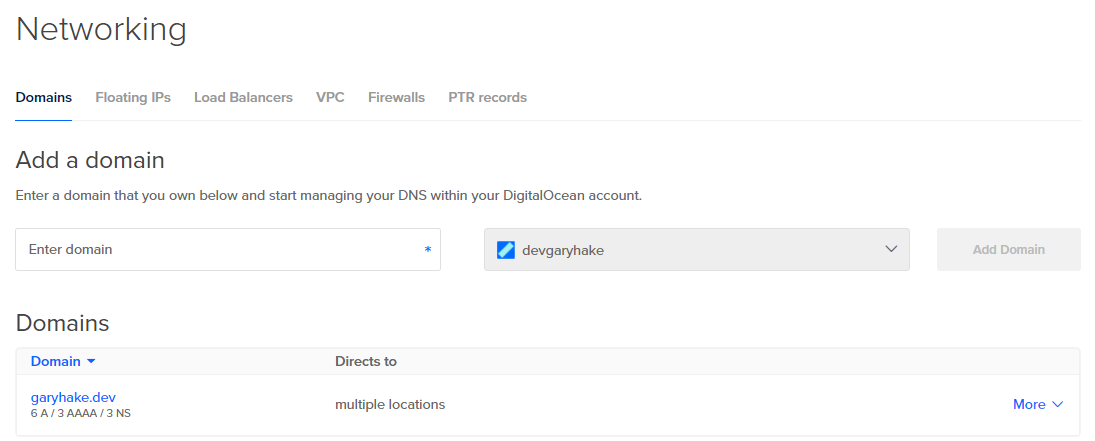 Networking
Domains Floating IPs Load Balancers VPC Firewalls PTR records
Add a domain
Enter a domain that you own below and start managing your DNS within your DigitalOcean account.
Enter domain * devgaryhake Add Domain
Domains
Domain Directs to
garyhake.dev
6 A / 3 AAAA / 3 NS
multiple locations More